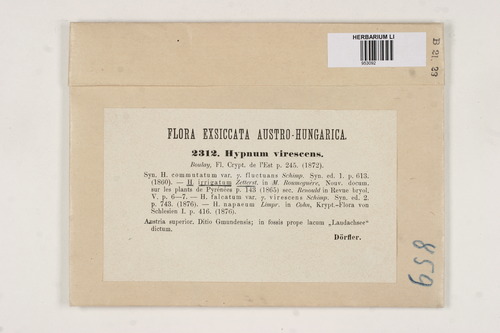 HERBARIUM LI
B 21. 33
FLORA EXSICCATA AUSTRO-HUNGARICA.
2312. Hypnum virescens.
Boulay, Fl. Crypt. de l'Est p. 245. (1872).
Syn. H. commutatum var. γ. fluctuans Schimp. Syn. ed. 1. p. 613.
(1860). — H. irrigatum Zetterst. in M. Roumeguère, Nouv. docum.
sur les plants de Pyrénées p. 143 (1865) sec. Renauld in Revue bryol.
V. p. 6—7. — H. falcatum var. γ. virescens Schimp. Syn. ed. 2.
p. 743. (1876). — H. napaeum Limpr. in Cohn, Krypt.-Flora von
Schlesien I. p. 416. (1876).
Austria superior. Ditio Gmundensis; in fossis prope lacum „Laudachsee"
dictum.
Dörfler.
859